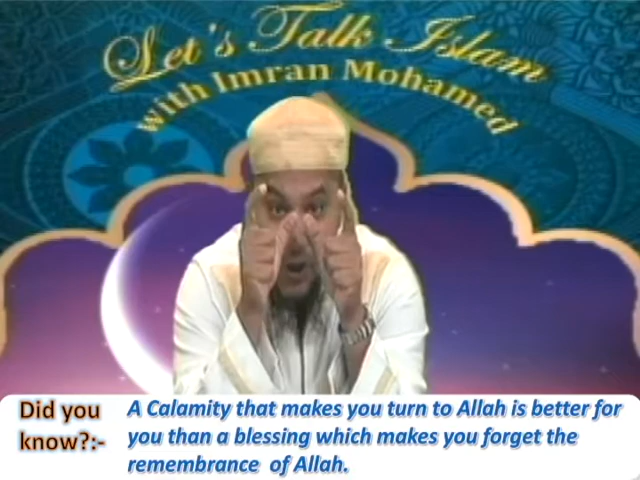 Let's Talk Islam
with Imran Mohamed
Did you
know?:-
A Calamity that makes you turn to Allah is better for
you than a blessing which makes you forget the
remembrance of Allah.